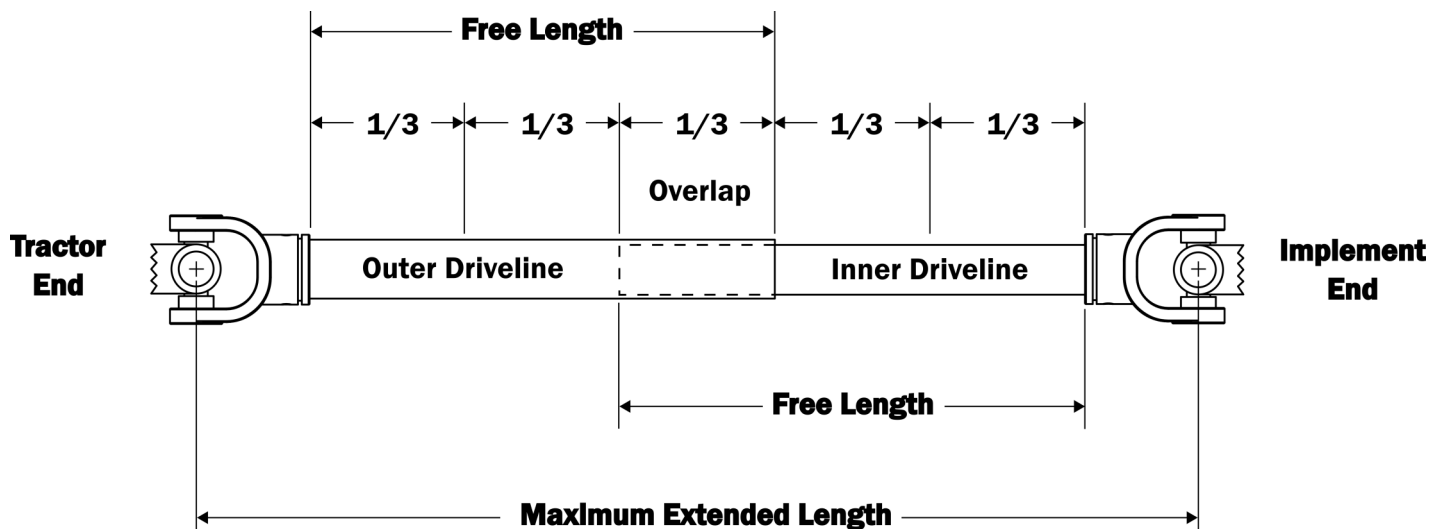 Free Length
1/3 1/3 1/3 1/3 1/3
Overlap
Tractor
End
Outer Driveline
Inner Driveline
Implement
End
Free Length
Maximum Extended Length